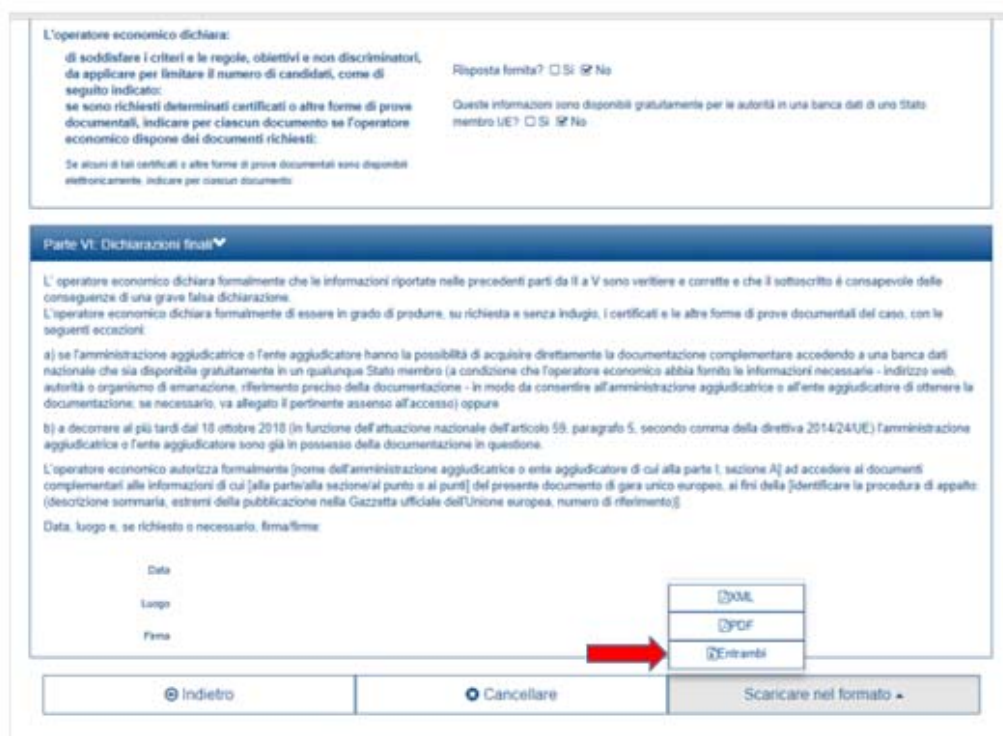 L'operatore economico dichiara:
di soddisfare i criteri e le regole, obiettivi e non discriminatori,
da applicare per limitare il numero di candidati, come di
seguito indicato:
se sono richiesti determinati certificati o altre forme di prove
documentali, indicare per ciascun documento se l'operatore
economico dispone dei documenti richiesti:
Se alcuni di tali certificati o altre forme di prove documentali sono disponibili
elettronicamente, indicare per ciascun documento:
Risposta fornita? Sì No
Queste informazioni sono disponibili gratuitamente per le autorità in una banca dati di uno Stato
membro UE? Sì No
Parte VI: Dichiarazioni finali
L' operatore economico dichiara formalmente che le informazioni riportate nelle precedenti parti da II a V sono veritiere e corrette e che il sottoscritto é consapevole delle
conseguenze di una grave falsa dichiarazione.
L'operatore economico dichiara formalmente di essere in grado di produrre, su richiesta e senza indugio, i certificati e le altre forme di prove documentali del caso, con le
seguenti eccezioni:
a) se l'amministrazione aggiudicatrice o l'ente aggiudicatore hanno la possibilità di acquisire direttamente la documentazione complementare accedendo a una banca dati
nazionale che sia disponibile gratuitamente in un qualunque Stato membro (a condizione che l'operatore economico abbia fornito le informazioni necessarie - indirizzo web,
autorità o organismo di emanazione, riferimento preciso della documentazione - in modo da consentire all'amministrazione aggiudicatrice o all'ente aggiudicatore di ottenere la
documentazione; se necessario, va allegato il pertinente assenso all'accesso) oppure
b) a decorrere al più tardi dal 18 ottobre 2018 (in funzione dell'attuazione nazionale dell'articolo 59, paragrafo 5, secondo comma della direttiva 2014/24/UE) l'amministrazione
aggiudicatrice o l'ente aggiudicatore sono già in possesso della documentazione in questione.
L'operatore economico autorizza formalmente [nome dell'amministrazione aggiudicatrice o ente aggiudicatore di cui alla parte I, sezione A] ad accedere ai documenti
complementari alle informazioni di cui [alla parte/alla sezione/al punto o ai punti] del presente documento di gara unico europeo, ai fini della [identificare la procedura di appalto:
(descrizione sommaria, estremi della pubblicazione nella Gazzetta ufficiale dell'Unione europea, numero di riferimento)].
Data, luogo e, se richiesto o necessario, firma/firme:
Data
Luogo
Firma
XML
PDF
Entrambi
Indietro
Cancellare
Scaricare nel formato